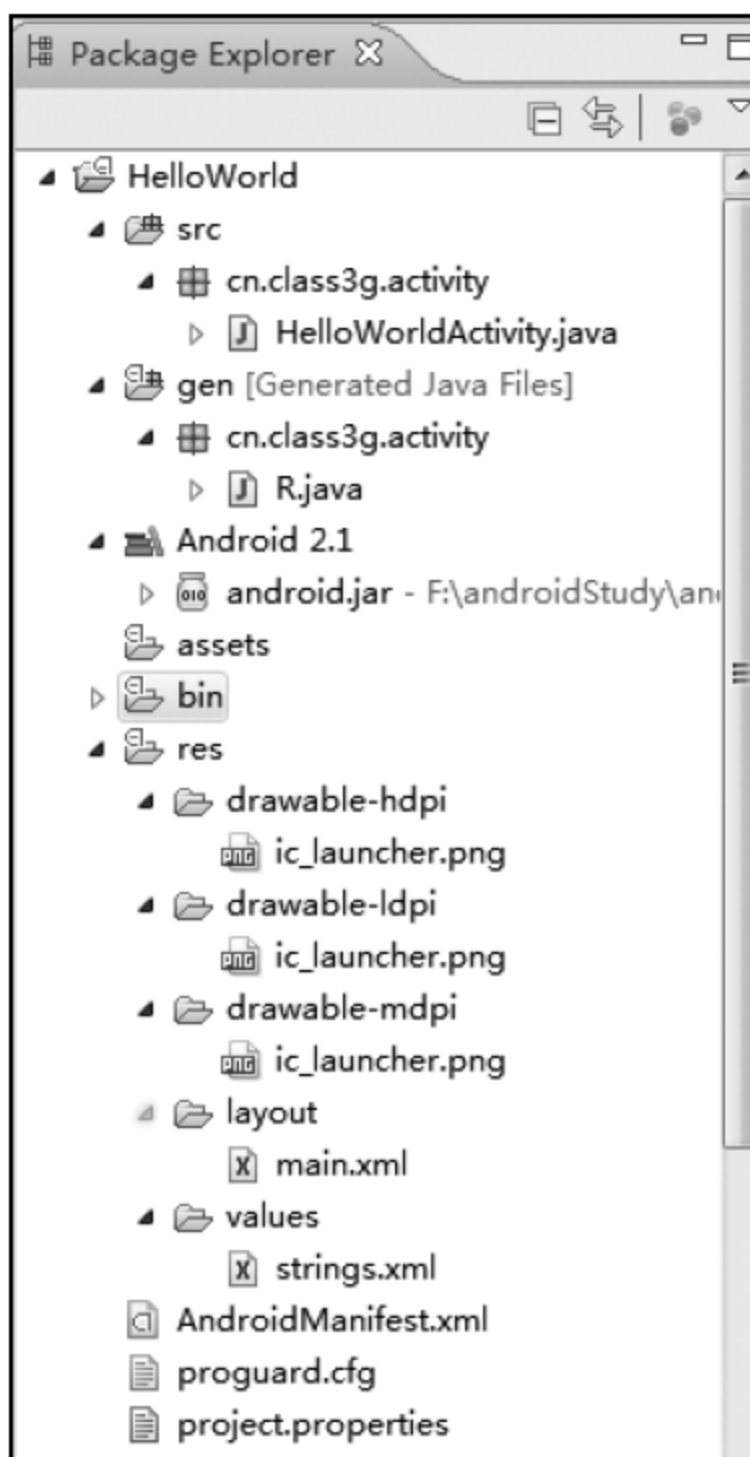 Package Explorer
HelloWorld
src
cn.class3g.activity
HelloWorldActivity.java
gen [Generated Java Files]
cn.class3g.activity
R.java
Android 2.1
android.jar - F:\androidStudy\an
assets
bin
res
drawable-hdpi
ic_launcher.png
drawable-ldpi
ic_launcher.png
drawable-mdpi
ic_launcher.png
layout
main.xml
values
strings.xml
AndroidManifest.xml
proguard.cfg
project.properties